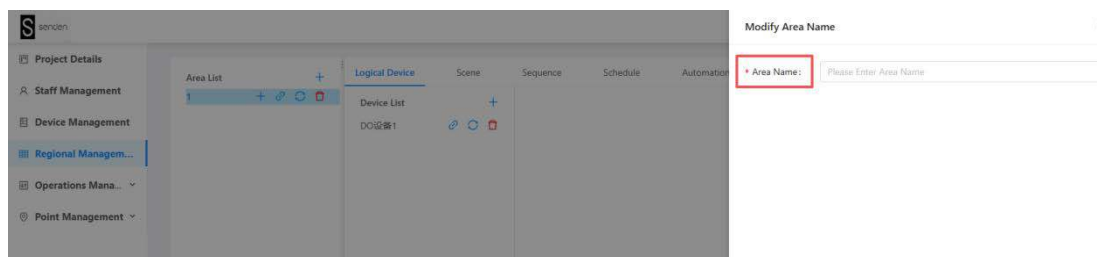 S senden
Modify Area Name
Project Details
Area List
Logical Device
Scene
Sequence
Schedule
Automation
* Area Name:
Please Enter Area Name
Staff Management
1
Device List
Device Management
DO设备1
Regional Managem...
Operations Mana...
Point Management